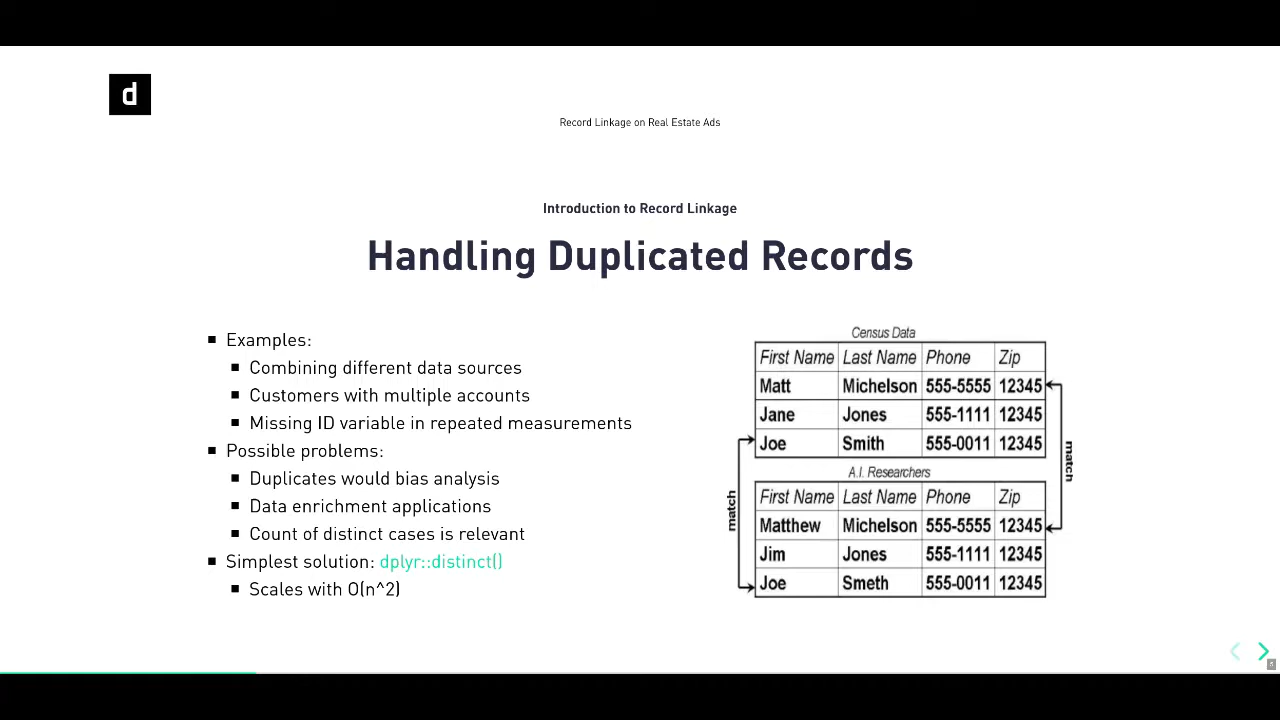 d
Record Linkage on Real Estate Ads
Introduction to Record Linkage
Handling Duplicated Records
Examples:
Combining different data sources
Customers with multiple accounts
Missing ID variable in repeated measurements
Possible problems:
Duplicates would bias analysis
Data enrichment applications
Count of distinct cases is relevant
Simplest solution: dplyr::distinct()
Scales with O(n^2)
Census Data
First Name Last Name Phone Zip
Matt Michelson 555-5555 12345
Jane Jones 555-1111 12345
Joe Smith 555-0011 12345
match
A.I. Researchers
First Name Last Name Phone Zip
Matthew Michelson 555-5555 12345
Jim Jones 555-1111 12345
Joe Smeth 555-0011 12345
match